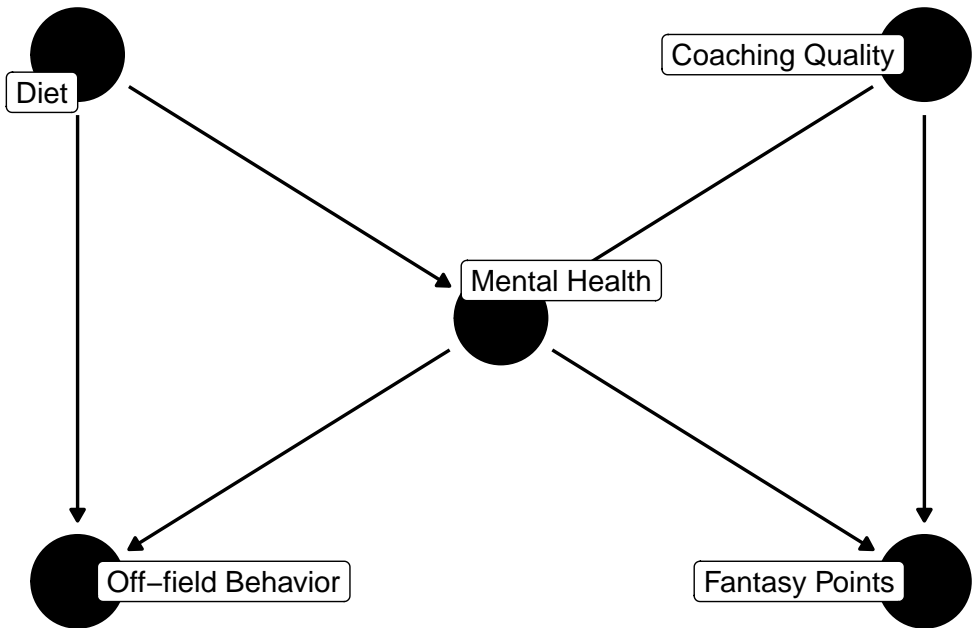 Coaching Quality
Diet
Mental Health
Off−field Behavior
Fantasy Points